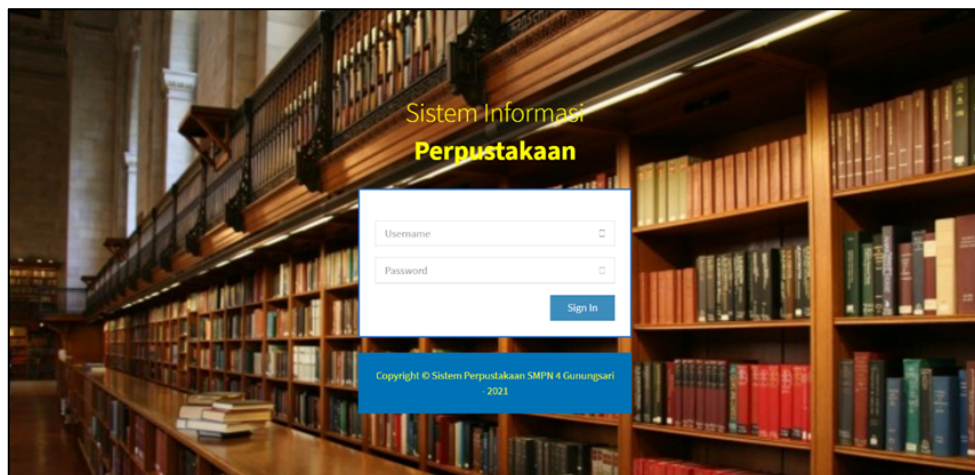 Sistem Informasi
Perpustakaan
Username
Password
Sign In
Copyright © Sistem Perpustakaan SMPN 4 Gunungsari
- 2021